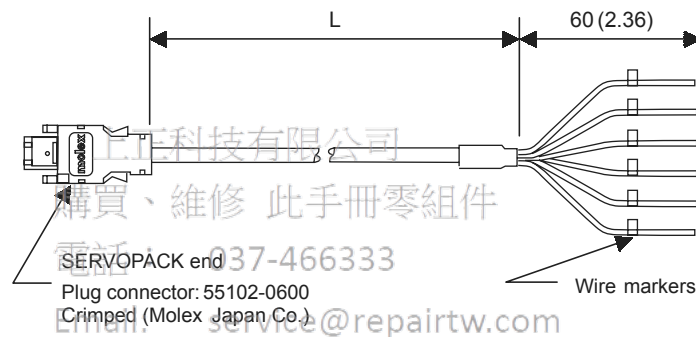 L
60 (2.36)
molex
上正科技有限公司
購買、維修 此手冊零組件
電話： 037-466333
SERVOPACK end
Plug connector: 55102-0600
Crimped (Molex Japan Co.)
Wire markers
Email: service@repairtw.com